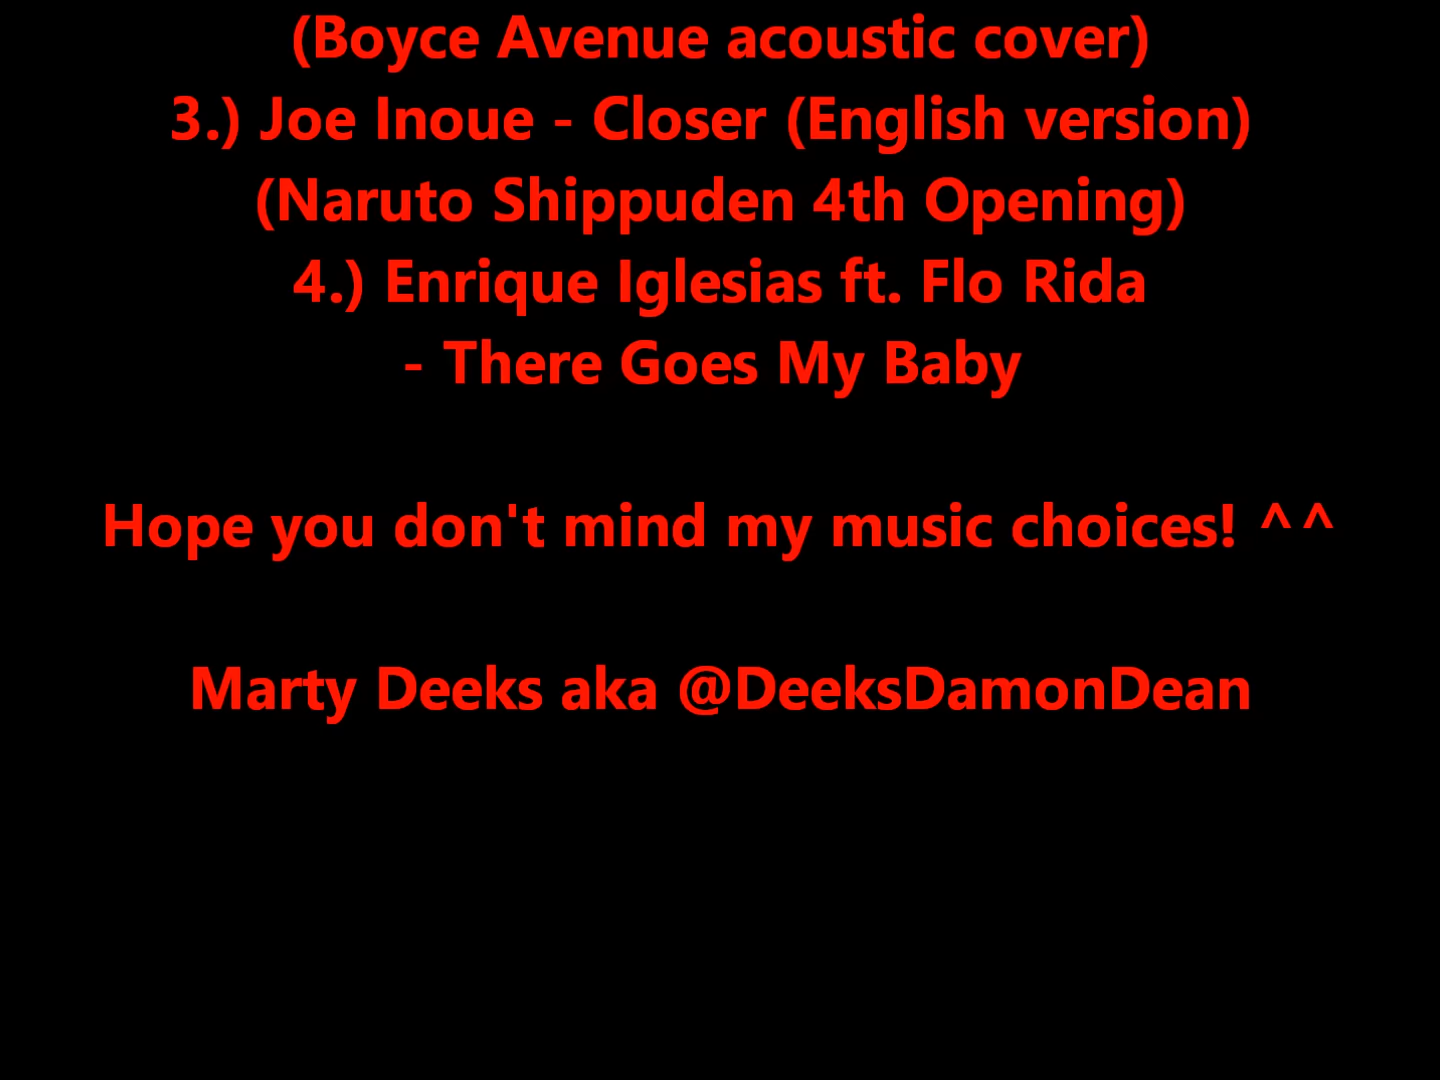 (Boyce Avenue acoustic cover)
3.) Joe Inoue - Closer (English version)
(Naruto Shippuden 4th Opening)
4.) Enrique Iglesias ft. Flo Rida
- There Goes My Baby
Hope you don't mind my music choices! ^^
Marty Deeks aka @DeeksDamonDean